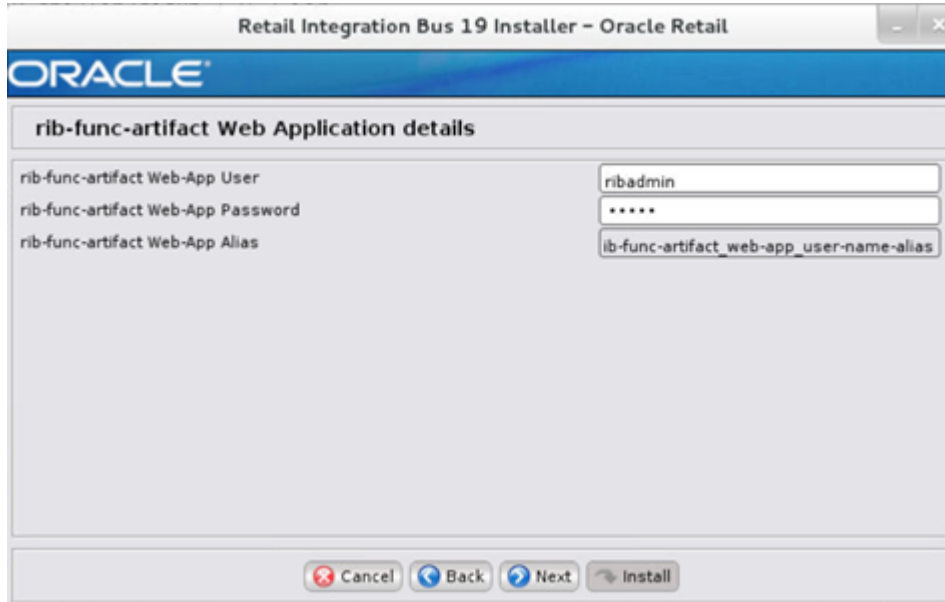 Retail Integration Bus 19 Installer – Oracle Retail
ORACLE
rib-func-artifact Web Application details
rib-func-artifact Web-App User ribadmin
rib-func-artifact Web-App Password •••••
rib-func-artifact Web-App Alias ib-func-artifact_web-app_user-name-alias
Cancel Back Next Install